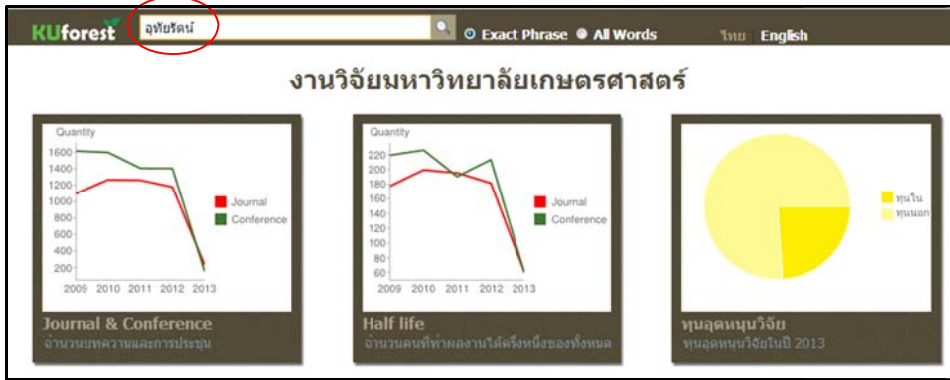 KUforest อุทัยรัตน์ Exact Phrase All Words ไทย English
งานวิจัยมหาวิทยาลัยเกษตรศาสตร์
Quantity
1600
1400
1200
1000
800
600
400
200
2009 2010 2011 2012 2013
Journal
Conference
Journal & Conference
จำนวนบทความและการประชุม
Quantity
220
200
180
160
140
120
100
80
60
2009 2010 2011 2012 2013
Journal
Conference
Half life
จำนวนคนที่ทำผลงานได้ครึ่งหนึ่งของทั้งหมด
ทุนใน
ทุนนอก
ทุนอุดหนุนวิจัย
ทุนอุดหนุนวิจัยในปี 2013